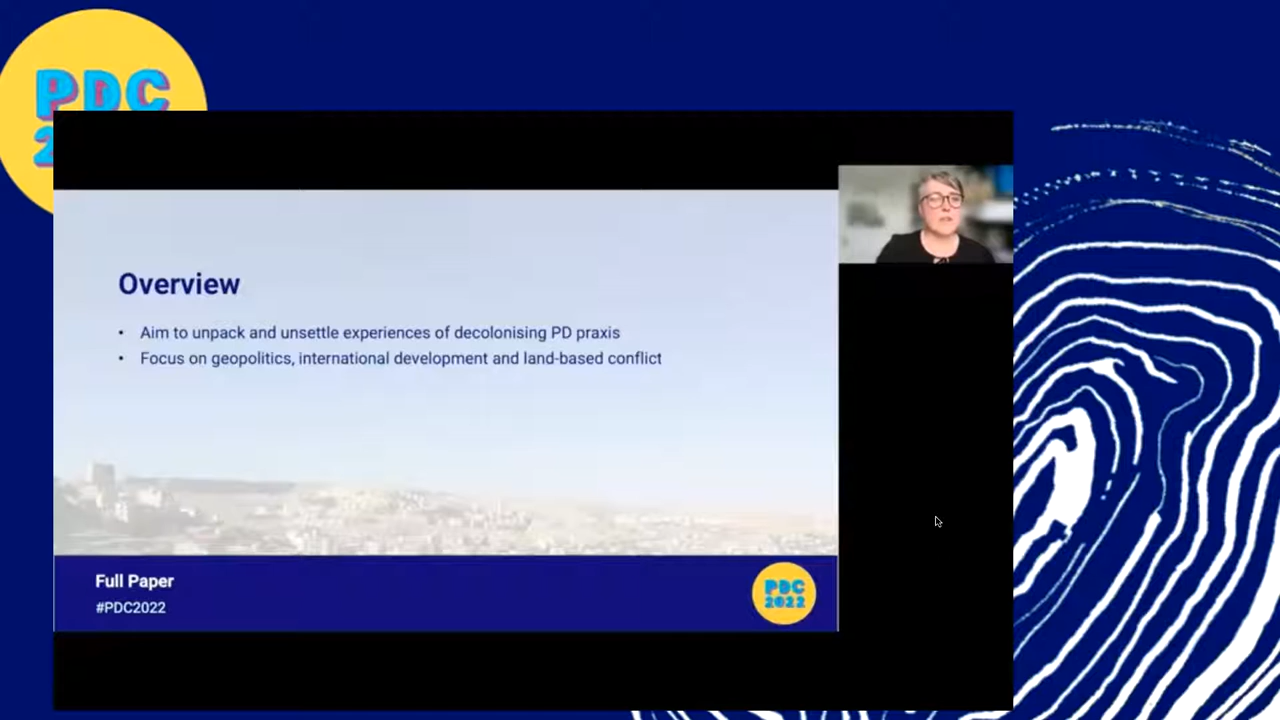 PDC
2
Overview
• Aim to unpack and unsettle experiences of decolonising PD praxis
• Focus on geopolitics, international development and land-based conflict
Full Paper
#PDC2022
PDC
2022